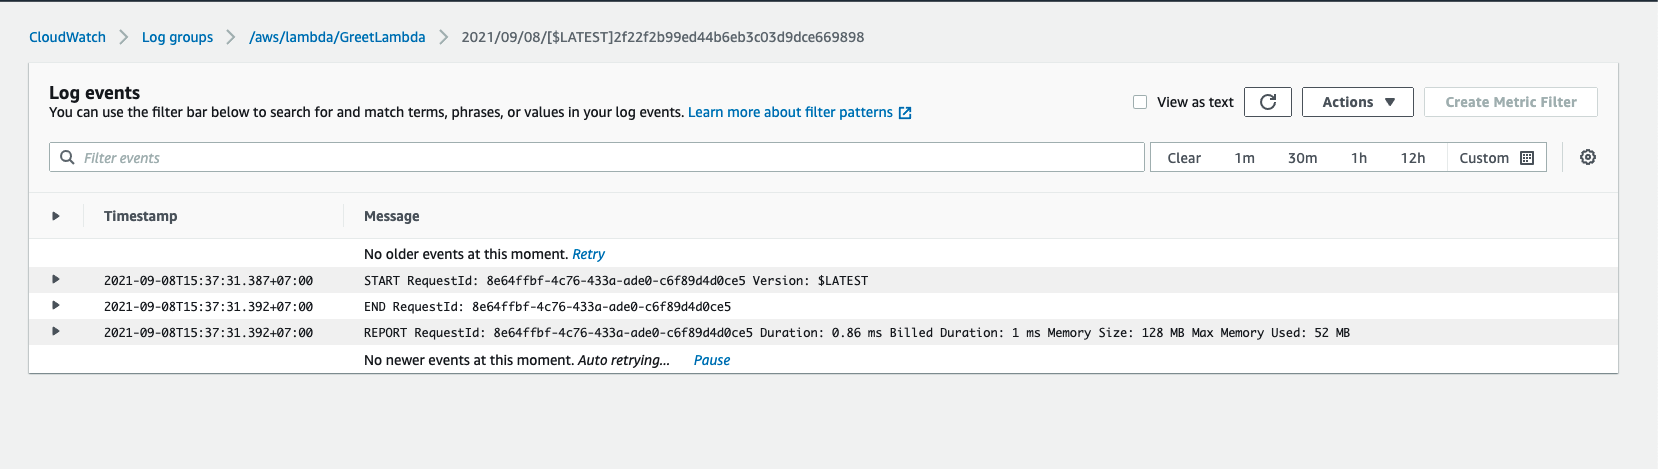 CloudWatch > Log groups > /aws/lambda/GreetLambda > 2021/09/08/[$LATEST]2f22f2b99ed44b6eb3c03d9dce669898
Log events
You can use the filter bar below to search for and match terms, phrases, or values in your log events. Learn more about filter patterns
View as text
Actions
Create Metric Filter
Filter events
Clear 1m 30m 1h 12h Custom
Timestamp Message
No older events at this moment. Retry
2021-09-08T15:37:31.387+07:00 START RequestId: 8e64ffbf-4c76-433a-ade0-c6f89d4d0ce5 Version: $LATEST
2021-09-08T15:37:31.392+07:00 END RequestId: 8e64ffbf-4c76-433a-ade0-c6f89d4d0ce5
2021-09-08T15:37:31.392+07:00 REPORT RequestId: 8e64ffbf-4c76-433a-ade0-c6f89d4d0ce5 Duration: 0.86 ms Billed Duration: 1 ms Memory Size: 128 MB Max Memory Used: 52 MB
No newer events at this moment. Auto retrying... Pause